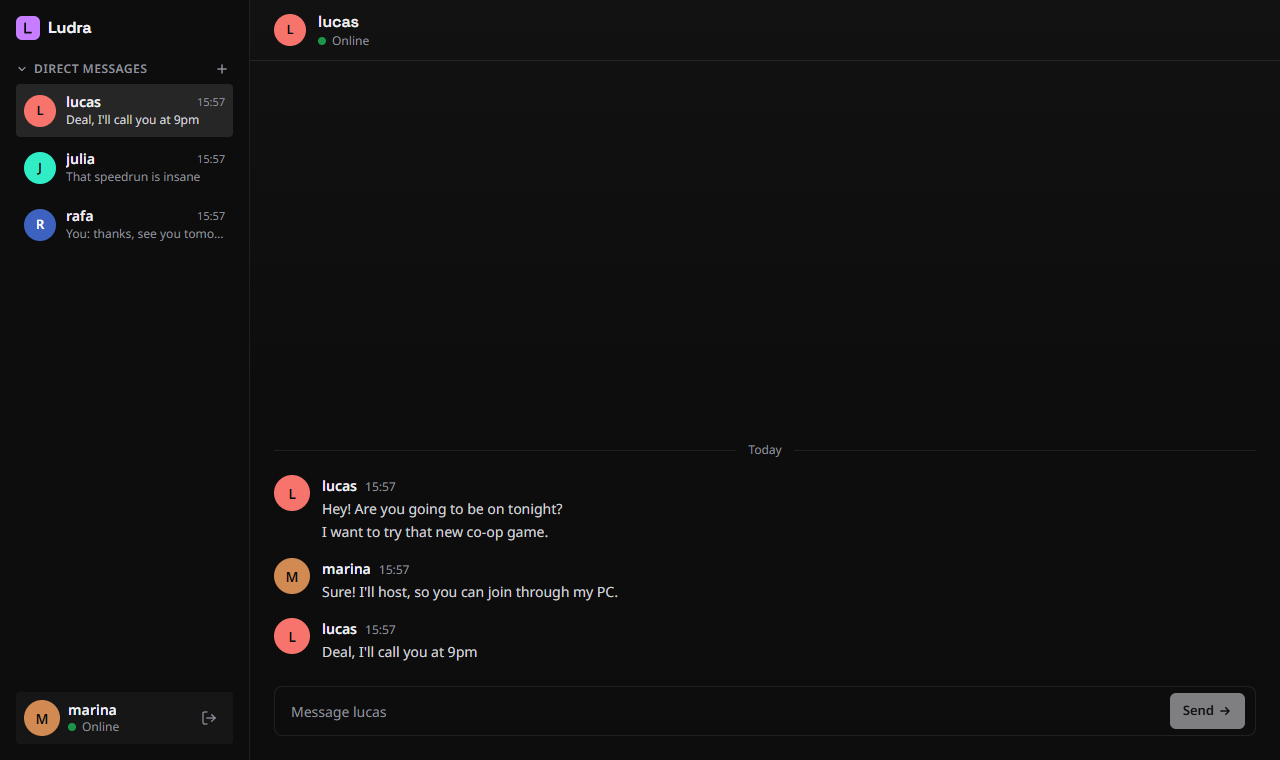 L Ludra
DIRECT MESSAGES +
L lucas 15:57
Deal, I'll call you at 9pm
J julia 15:57
That speedrun is insane
R rafa 15:57
You: thanks, see you tomo...
M marina
Online
L lucas
Online
Today
L lucas 15:57
Hey! Are you going to be on tonight?
I want to try that new co-op game.
M marina 15:57
Sure! I'll host, so you can join through my PC.
L lucas 15:57
Deal, I'll call you at 9pm
Message lucas
Send →